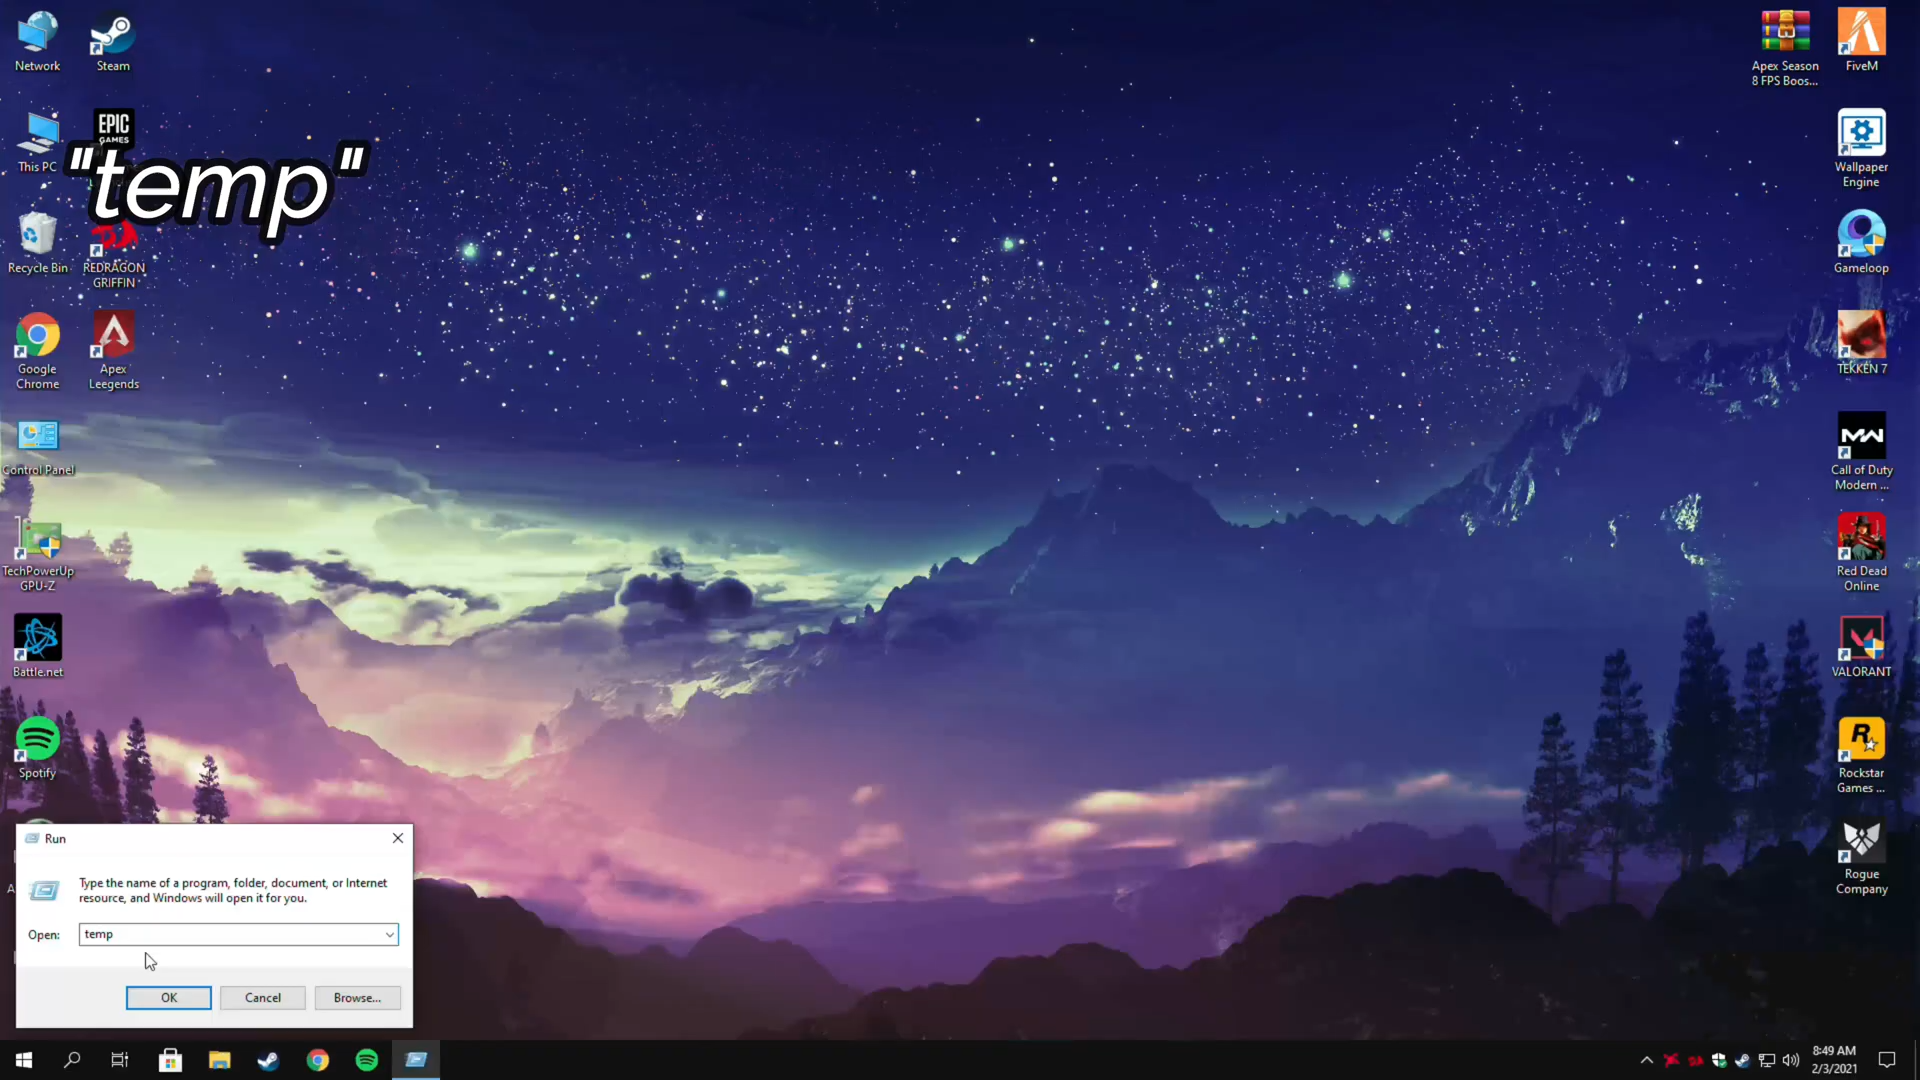 Network
Steam
Apex Season
8 FPS Boos...
FiveM
EPIC
GAMES
This PC
"temp"
Wallpaper
Engine
Recycle Bin
REDRAGON
GRIFFIN
Gameloop
Google
Chrome
Apex
Leegends
TEKKEN 7
Control Panel
MW
Call of Duty
Modern ...
TechPowerUp
GPU-Z
Red Dead
Online
Battle.net
VALORANT
Spotify
R
Rockstar
Games ...
Rogue
Company
Run
Type the name of a program, folder, document, or Internet
resource, and Windows will open it for you.
Open:
temp
OK
Cancel
Browse...
8:49 AM
2/3/2021